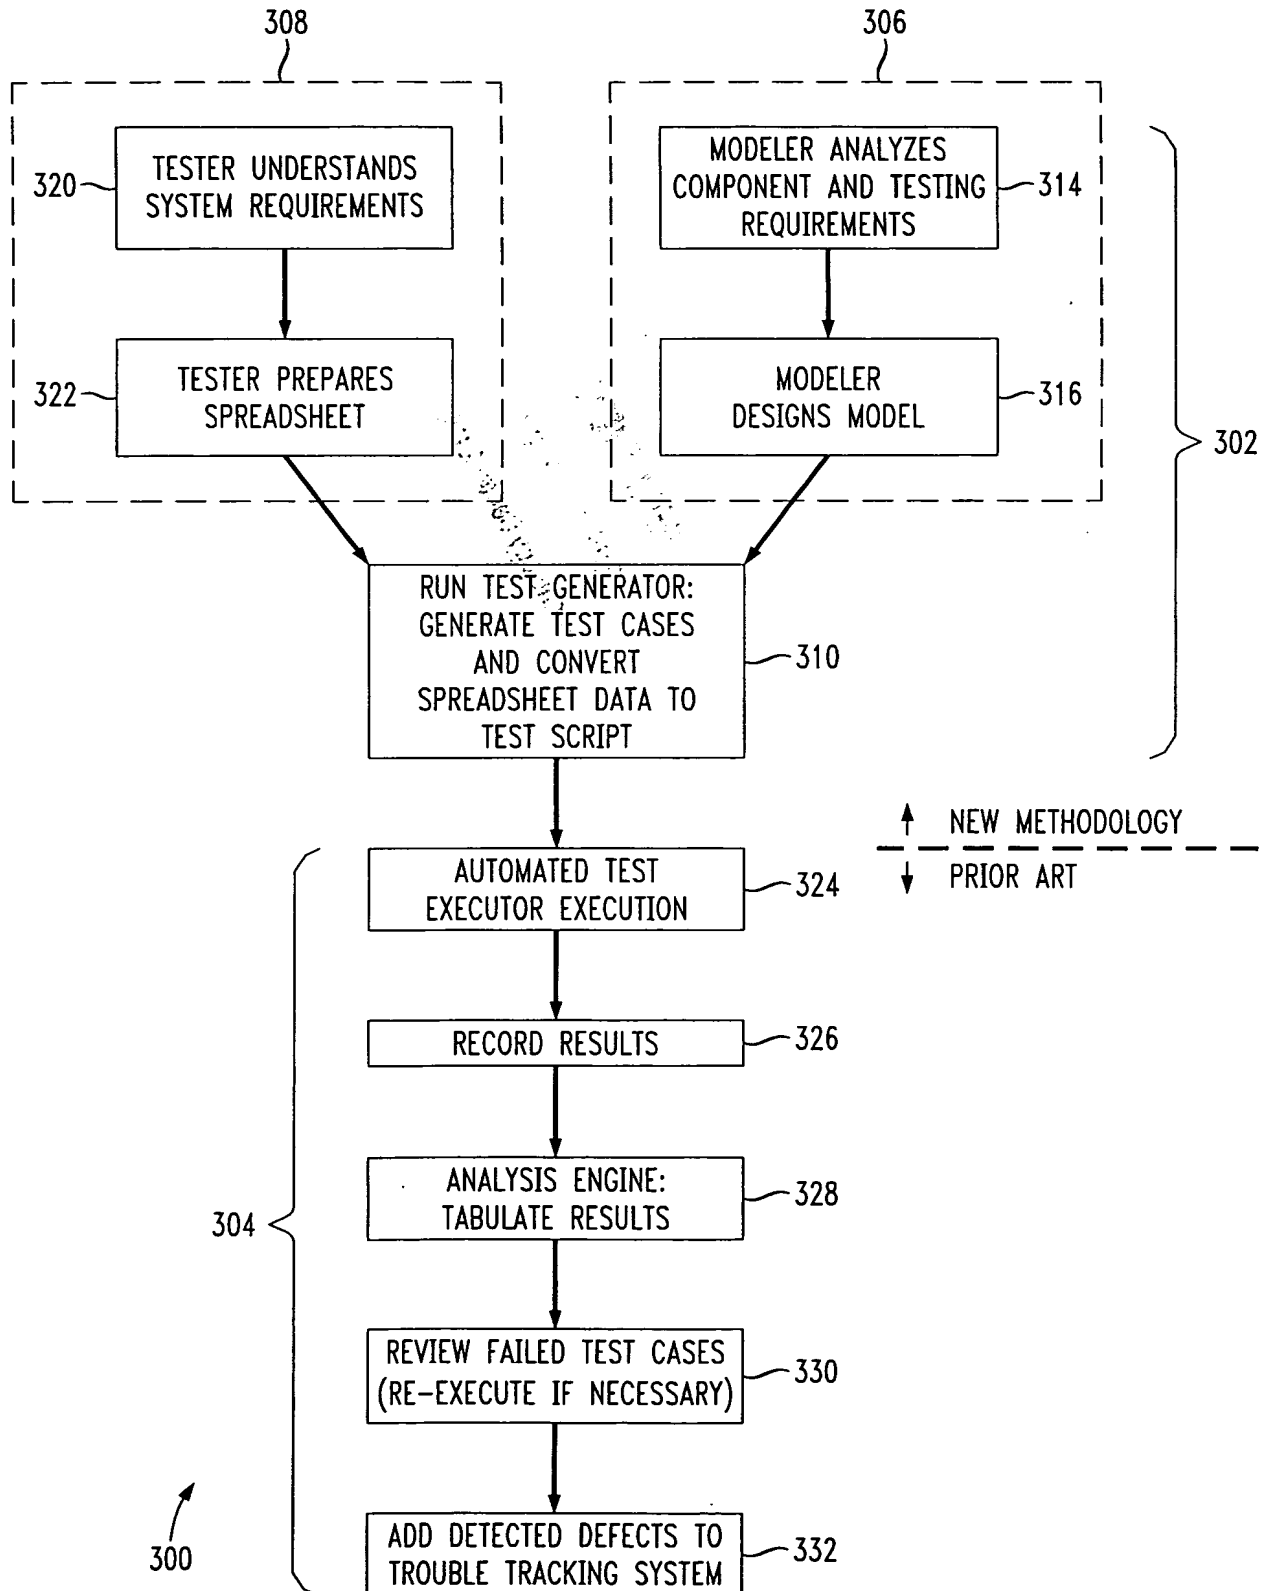 308
306
TESTER UNDERSTANDS
SYSTEM REQUIREMENTS
320
MODELER ANALYZES
COMPONENT AND TESTING
REQUIREMENTS
314
TESTER PREPARES
SPREADSHEET
322
MODELER
DESIGNS MODEL
316
302
RUN TEST GENERATOR:
GENERATE TEST CASES
AND CONVERT
SPREADSHEET DATA TO
TEST SCRIPT
310
NEW METHODOLOGY
PRIOR ART
AUTOMATED TEST
EXECUTOR EXECUTION
324
RECORD RESULTS
326
ANALYSIS ENGINE:
TABULATE RESULTS
328
304
REVIEW FAILED TEST CASES
(RE-EXECUTE IF NECESSARY)
330
ADD DETECTED DEFECTS TO
TROUBLE TRACKING SYSTEM
332
300